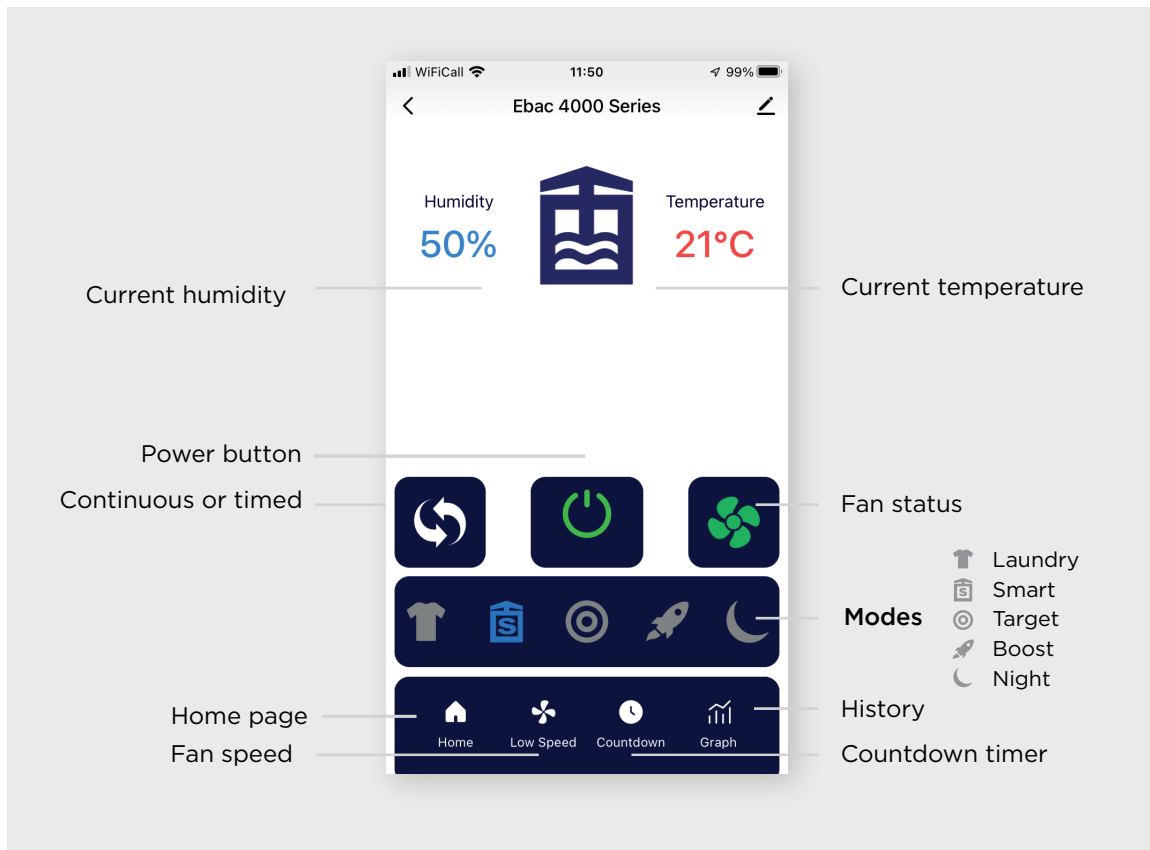 WiFiCall
11:50
99%
Ebac 4000 Series
Humidity
Temperature
50%
21°C
Current humidity
Current temperature
Power button
Continuous or timed
Fan status
S
Modes
Laundry
S Smart
Target
Boost
Night
Home page
Fan speed
Home
Low Speed
Countdown
Graph
History
Countdown timer